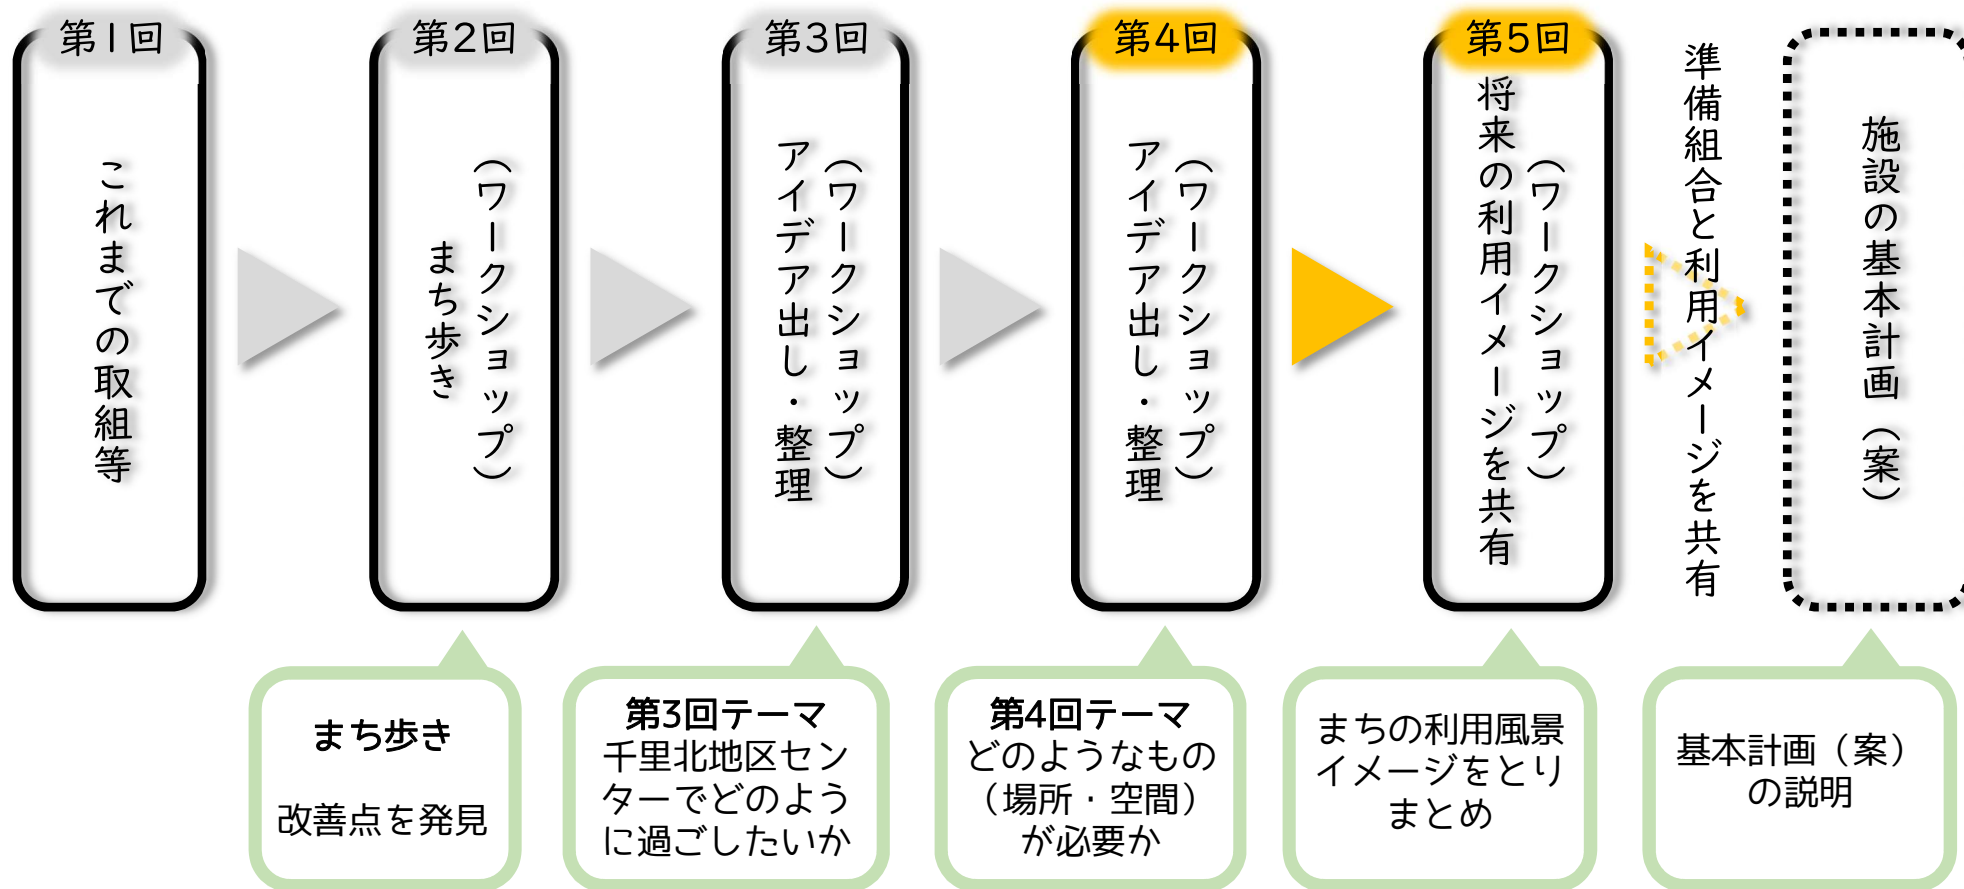 第1回
これまでの取組等
第2回
（ワークショップ）
まち歩き
第3回
（ワークショップ）
アイデア出し・整理
第4回
（ワークショップ）
アイデア出し・整理
第5回
（ワークショップ）
将来の利用イメージを共有
準備組合と利用イメージを共有
施設の基本計画（案）
まち歩き
改善点を発見
第3回テーマ
千里北地区セン
ターでどのよう
に過ごしたいか
第4回テーマ
どのようなもの
（場所・空間）
が必要か
まちの利用風景
イメージをとり
まとめ
基本計画（案）
の説明